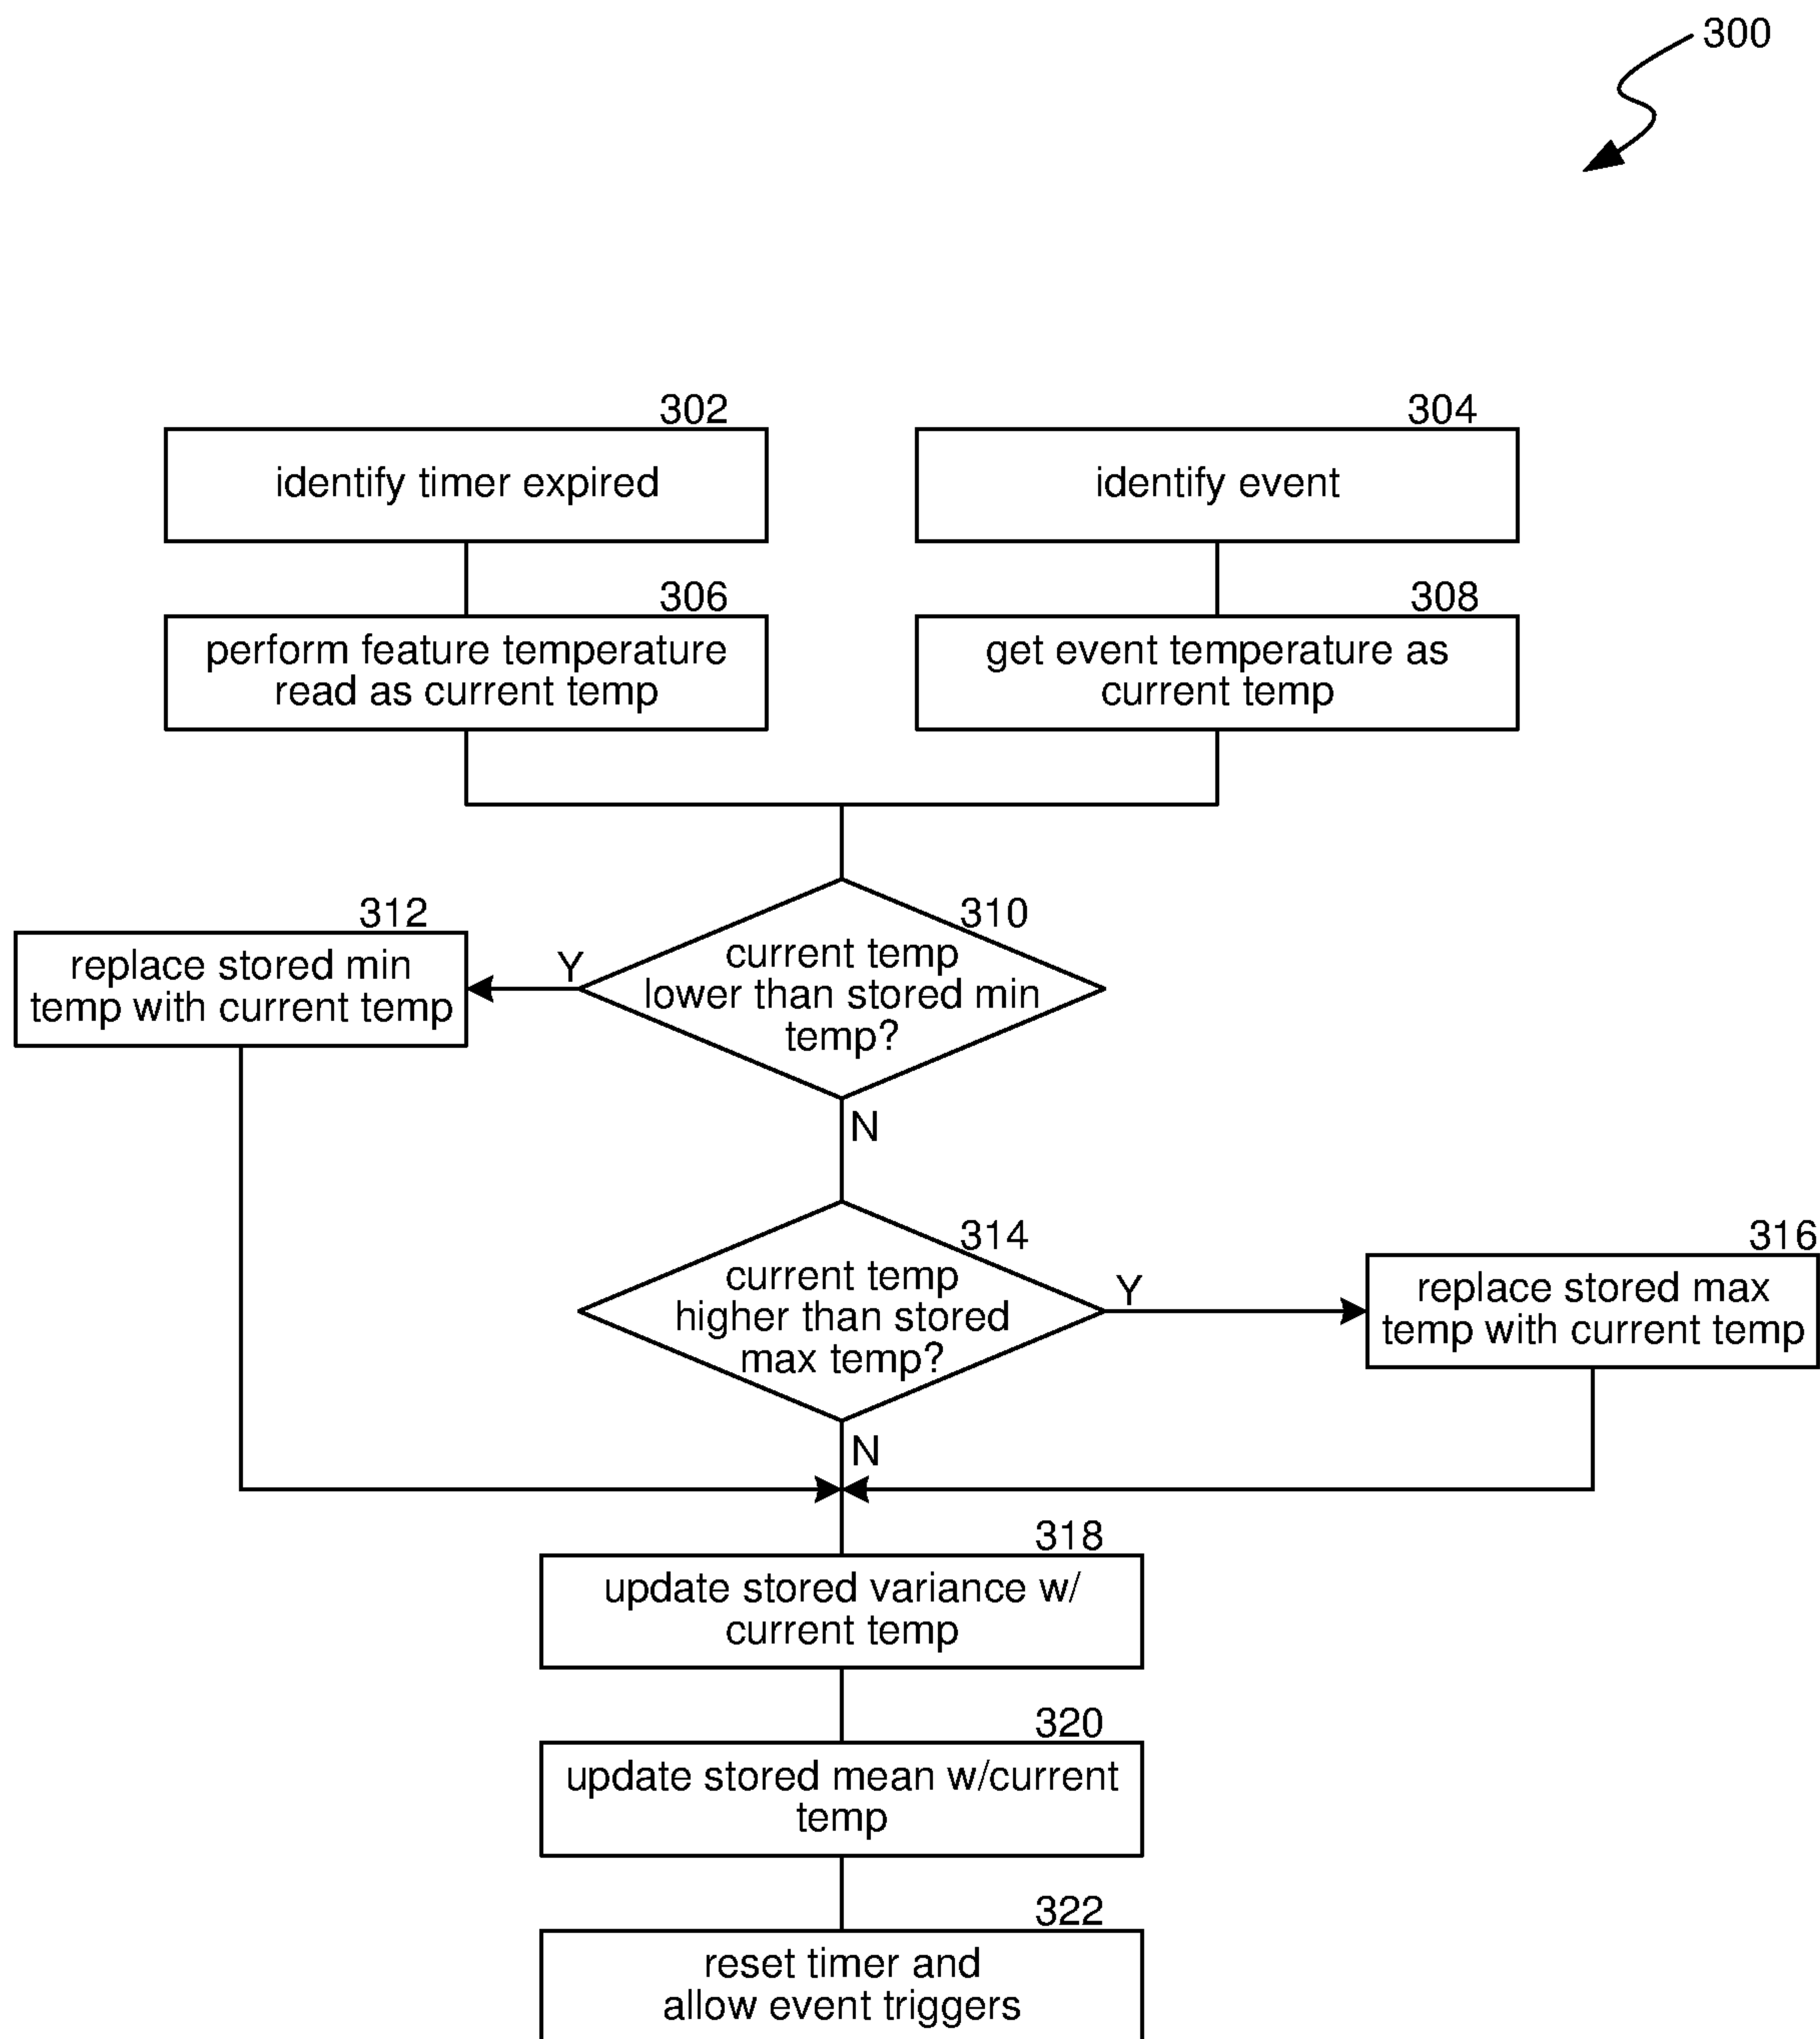 300
302
identify timer expired
304
identify event
306
perform feature temperature
read as current temp
308
get event temperature as
current temp
310
current temp
lower than stored min
temp?
Y
312
replace stored min
temp with current temp
N
314
current temp
higher than stored
max temp?
Y
316
replace stored max
temp with current temp
N
318
update stored variance w/
current temp
320
update stored mean w/current
temp
322
reset timer and
allow event triggers